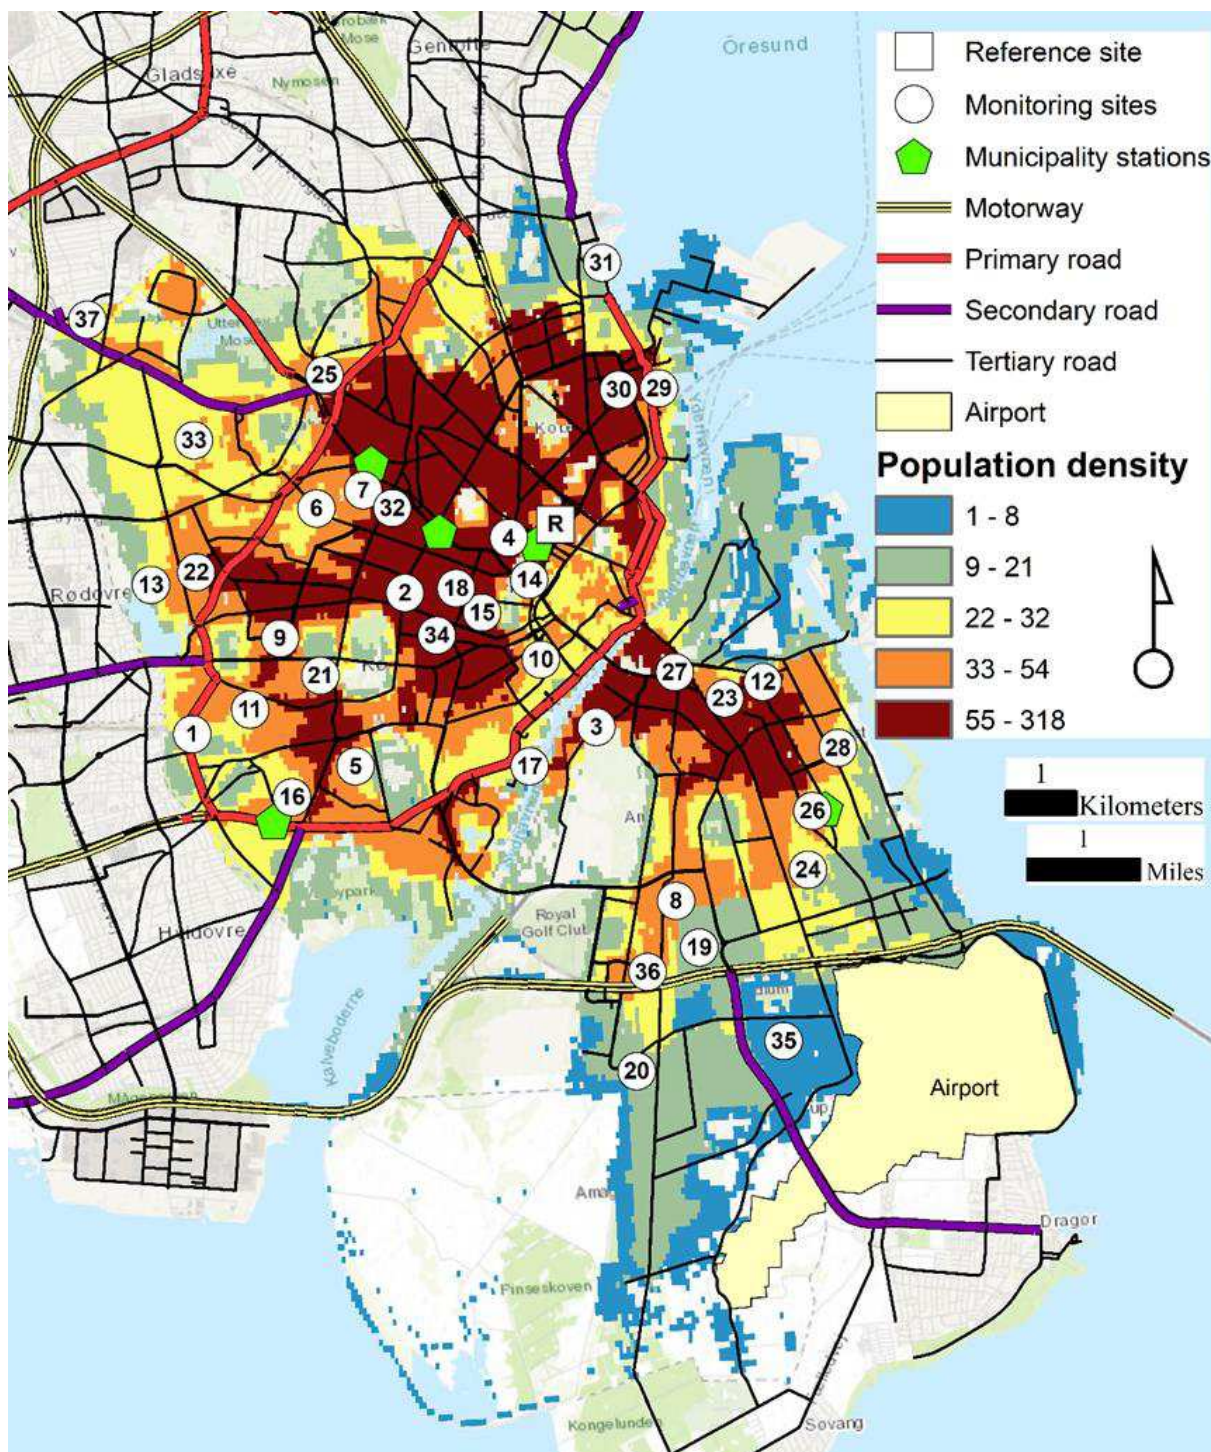 Gentofte
Mose
Gladsaxe
Nymosen
Öresund
Reference site
Monitoring sites
Municipality stations
Motorway
Primary road
Secondary road
Tertiary road
Airport
Population density
1 - 8
9 - 21
22 - 32
33 - 54
55 - 318
1
Kilometers
1
Miles
31
37
Mose
25
30
29
33
7
6
32
4
R
13
22
Rødovre
2
18
14
15
9
34
21
10
27
12
23
11
1
3
5
17
28
16
26
24
8
Royal
Golf Club
19
36
Hvidovre
Kalveboderne
35
20
Airport
Dragør
Pinseskoven
Kongelunden
Søvang